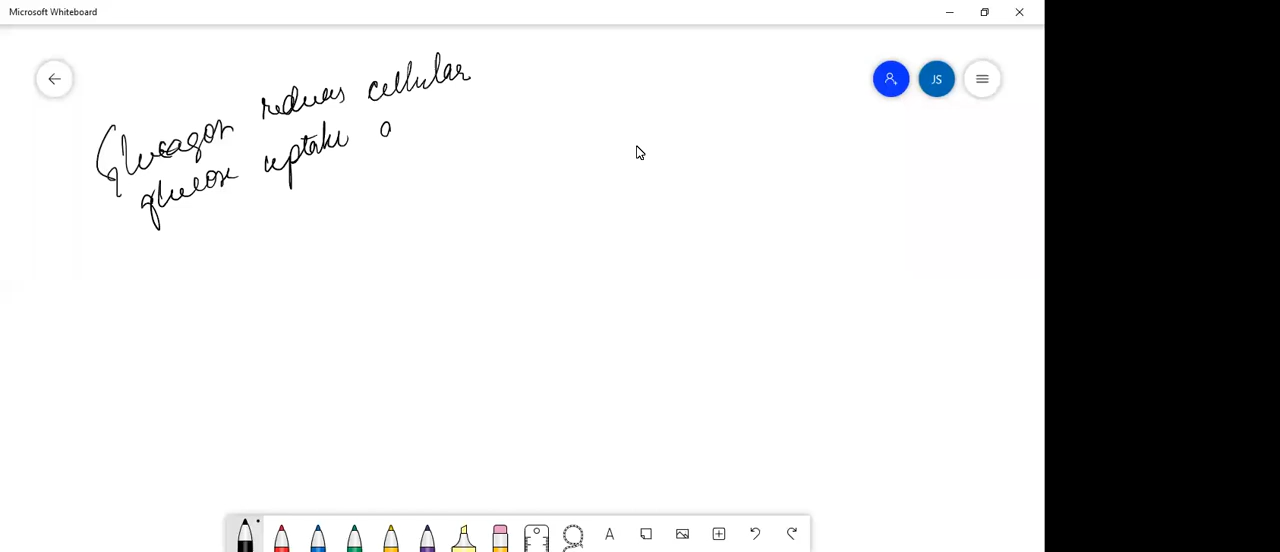 Microsoft Whiteboard
JS
Glucagon reduces cellular
glucose uptake a
A